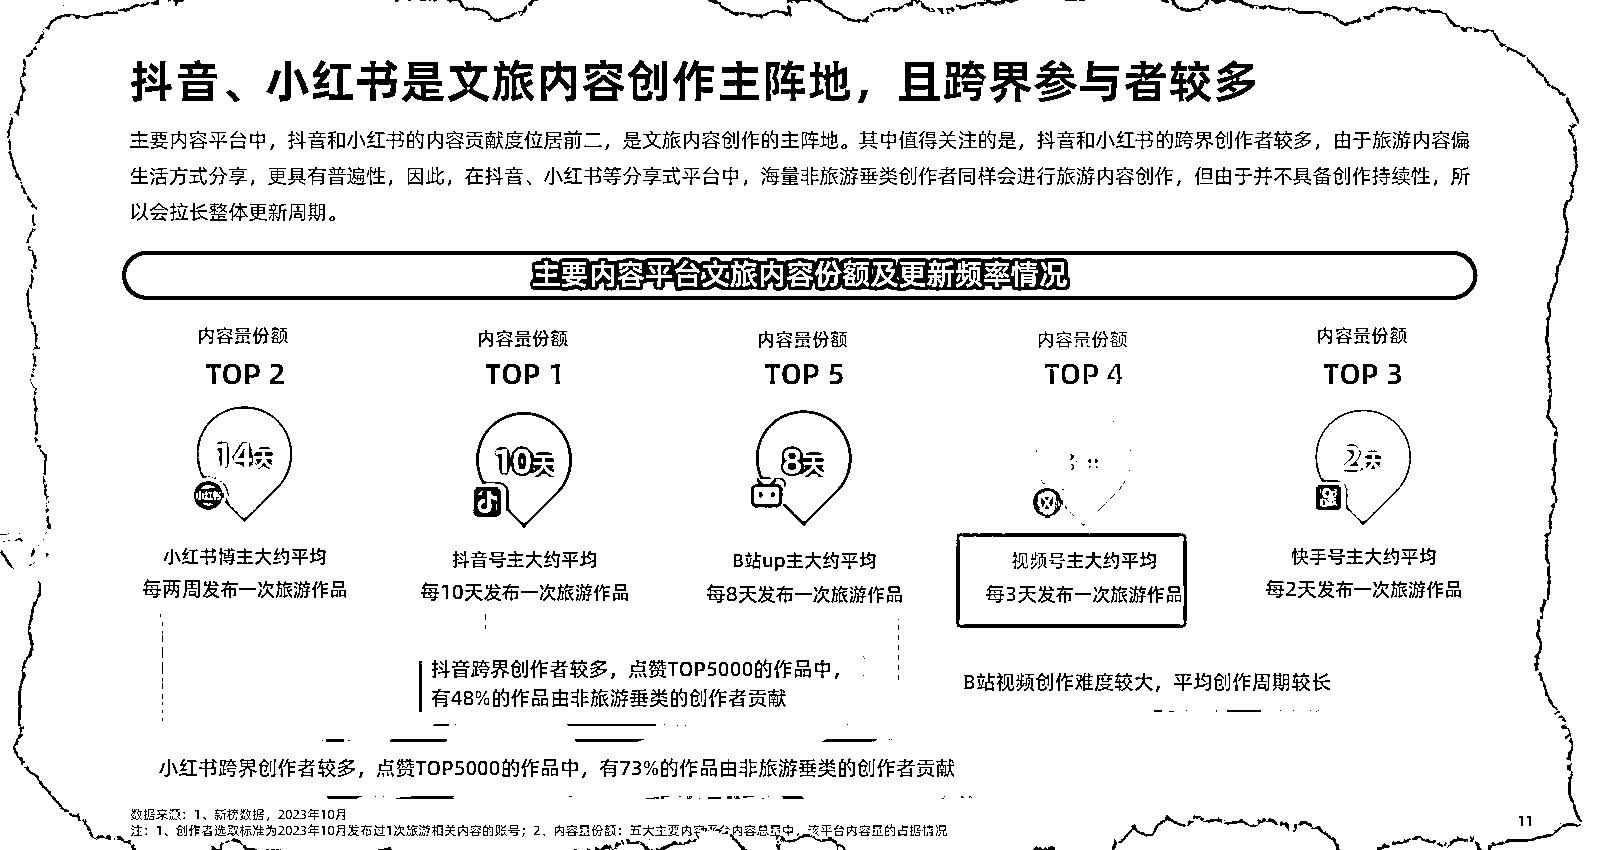 抖音、小红书是文旅内容创作主阵地，且跨界参与者较多
主要内容平台中，抖音和小红书的内容贡献度位居前二，是文旅内容创作的主阵地。其中值得关注的是，抖音和小红书的跨界创作者较多，由于旅游内容偏
生活方式分享，更具有普遍性，因此，在抖音、小红书等分享式平台中，海量非旅游垂类创作者同样会进行旅游内容创作，但由于并不具备创作持续性，所
以会拉长整体更新周期。
主要内容平台文旅内容份额及更新频率情况
内容量份额
TOP 2
14天
小红书
小红书博主大约平均
每两周发布一次旅游作品
内容量份额
TOP 1
10天
抖音号主大约平均
每10天发布一次旅游作品
内容量份额
TOP 5
8天
B站up主大约平均
每8天发布一次旅游作品
内容量份额
TOP 4
视频号主大约平均
每3天发布一次旅游作品
内容量份额
TOP 3
2天
快手号主大约平均
每2天发布一次旅游作品
抖音跨界创作者较多，点赞TOP5000的作品中，
有48%的作品由非旅游垂类的创作者贡献
B站视频创作难度较大，平均创作周期较长
小红书跨界创作者较多，点赞TOP5000的作品中，有73%的作品由非旅游垂类的创作者贡献
数据来源：1、新榜数据，2023年10月
注：1、创作者选取标准为2023年10月发布过1次旅游相关内容的账号；2、内容量份额：五大主要内容平台内容总量中，该平台内容量的占据情况
11